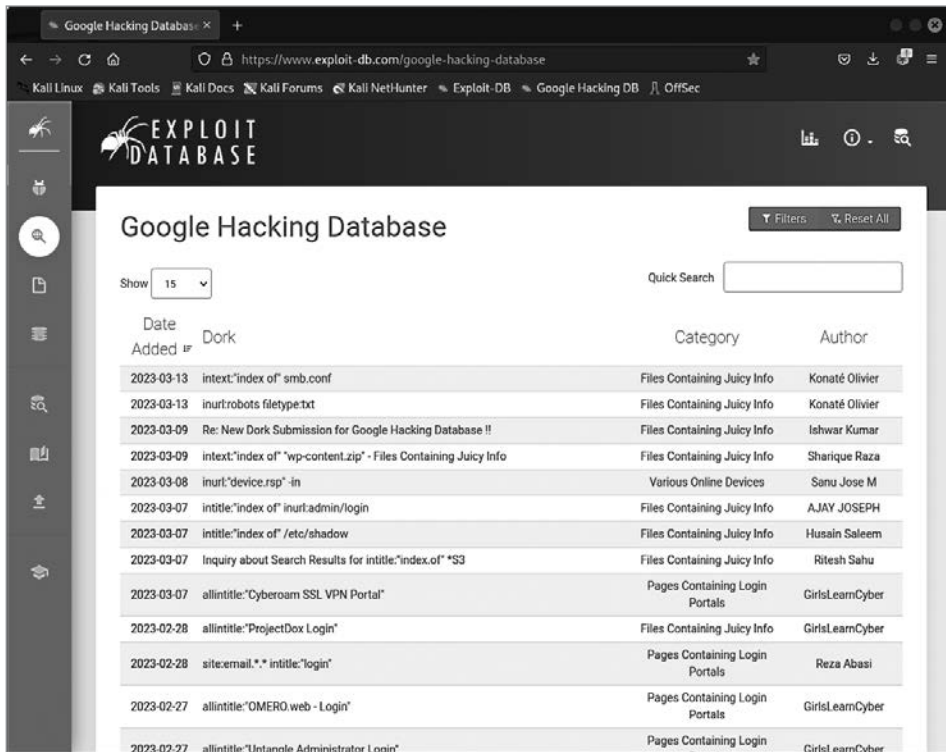 Google Hacking Databas
https://www.exploit-db.com/google-hacking-database
Kali Linux Kali Tools Kali Docs Kali Forums Kali NetHunter Exploit-DB Google Hacking DB OffSec
EXPLOIT
DATABASE
Google Hacking Database
Filters Reset All
Show 15 Quick Search
Date
Added Dork Category Author
2023-03-13 intext:"index of" smb.conf Files Containing Juicy Info Konaté Olivier
2023-03-13 inurl:robots filetype:txt Files Containing Juicy Info Konaté Olivier
2023-03-09 Re: New Dork Submission for Google Hacking Database !! Files Containing Juicy Info Ishwar Kumar
2023-03-09 intext:"index of" "wp-content.zip" - Files Containing Juicy Info Files Containing Juicy Info Sharique Raza
2023-03-08 inurl:"device.rsp" -in Various Online Devices Sanu Jose M
2023-03-07 intitle:"index of" inurl:admin/login Files Containing Juicy Info AJAY JOSEPH
2023-03-07 intitle:"index of" /etc/shadow Files Containing Juicy Info Husain Saleem
2023-03-07 Inquiry about Search Results for intitle:"index.of" *S3 Files Containing Juicy Info Ritesh Sahu
2023-03-07 allintitle:"Cyberoam SSL VPN Portal" Pages Containing Login Portals GirlsLearnCyber
2023-02-28 allintitle:"ProjectDox Login" Files Containing Juicy Info GirlsLearnCyber
2023-02-28 site:email.*.* intitle:"login" Pages Containing Login Portals Reza Abasi
2023-02-27 allintitle:"OMERO.web - Login" Pages Containing Login Portals GirlsLearnCyber
2023-02-27 allintitle:"Untangle Administrator Login" Pages Containing Login GirlsLearnCyber